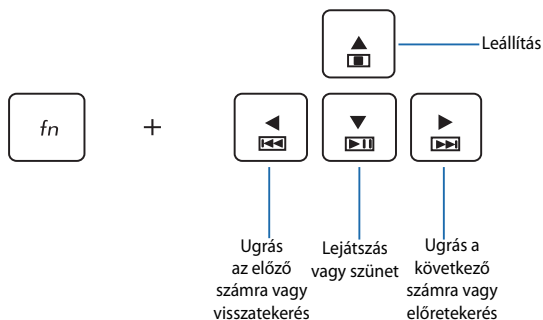 Leállítás
fn
+
Ugrás
az előző
számra vagy
visszatekerés
Lejátszás
vagy szünet
Ugrás a
következő
számra vagy
előretekerés